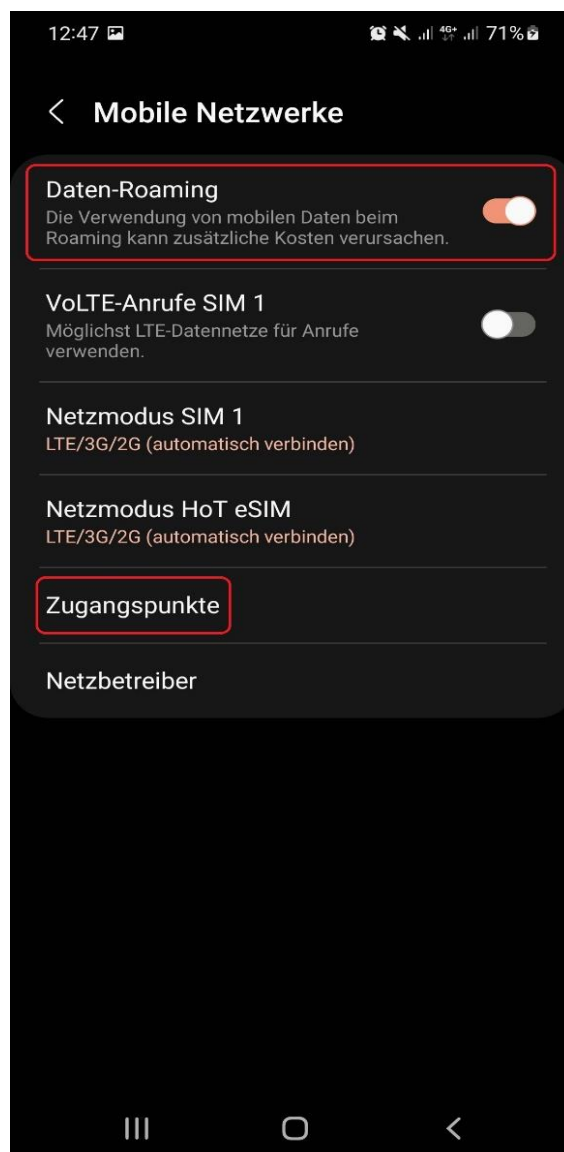 12:47 4G+ 71%
Mobile Netzwerke
Daten-Roaming
Die Verwendung von mobilen Daten beim
Roaming kann zusätzliche Kosten verursachen.
VoLTE-Anrufe SIM 1
Möglichst LTE-Datennetze für Anrufe
verwenden.
Netzmodus SIM 1
LTE/3G/2G (automatisch verbinden)
Netzmodus HoT eSIM
LTE/3G/2G (automatisch verbinden)
Zugangspunkte
Netzbetreiber